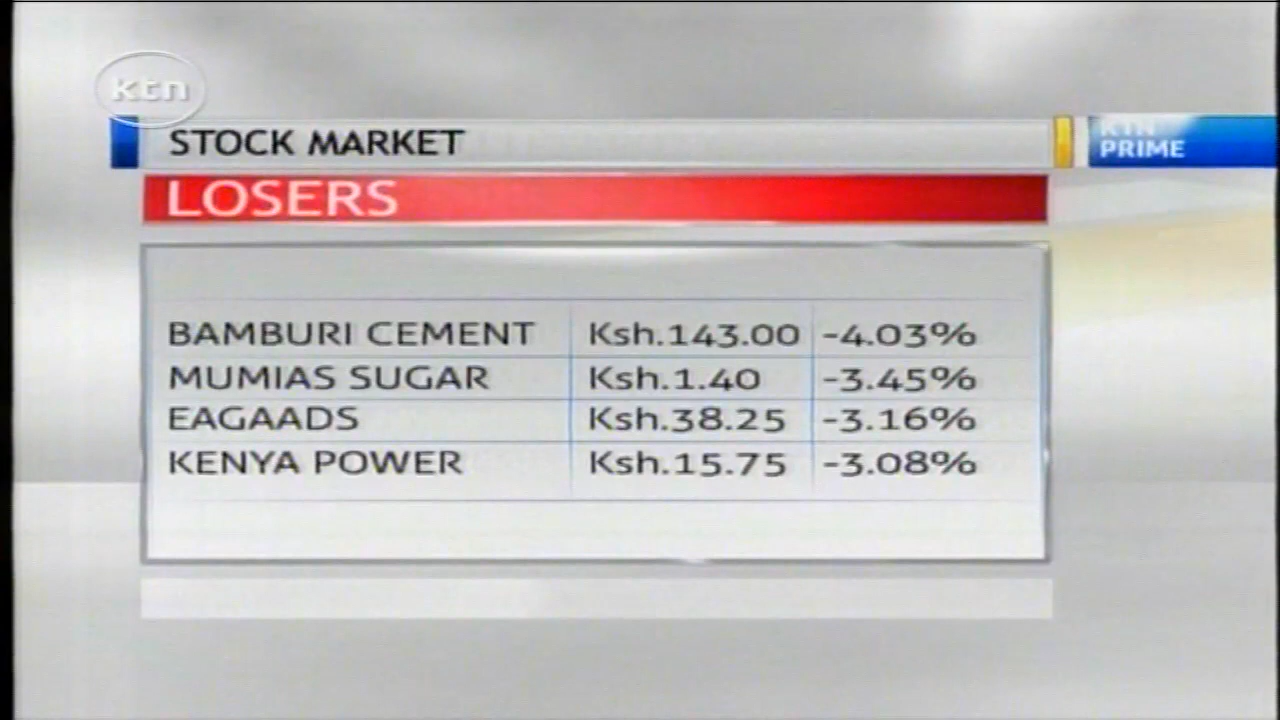 ktn
STOCK MARKET
KTN
PRIME
LOSERS
BAMBURI CEMENT Ksh.143.00 -4.03%
MUMIAS SUGAR Ksh.1.40 -3.45%
EAGAADS Ksh.38.25 -3.16%
KENYA POWER Ksh.15.75 -3.08%